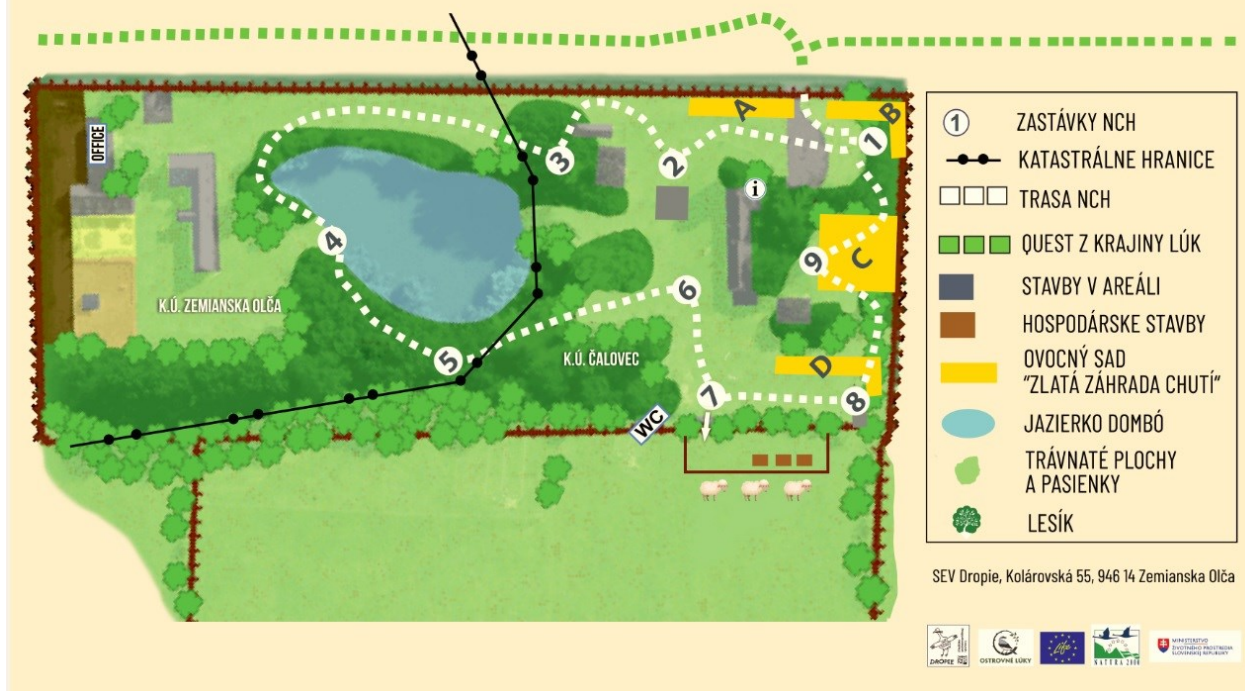 OFFICE
A
B
1
2
3
i
9
C
4
6
K.Ú. ZEMIANSKA OLČA
5
K.Ú. ČALOVEC
D
7
8
WC
1 ZASTÁVKY NCH
KATASTRÁLNE HRANICE
TRASA NCH
QUEST Z KRAJINY LÚK
STAVBY V AREÁLI
HOSPODÁRSKE STAVBY
OVOCNÝ SAD
"ZLATÁ ZÁHRADA CHUTÍ"
JAZIERKO DOMBÓ
TRÁVNATÉ PLOCHY
A PASIENKY
LESÍK
SEV Dropie, Kolárovská 55, 946 14 Zemianska Olča
DROPIE
OSTROVNÉ LÚKY
Life
NATURA 2000
MINISTERSTVO
ŽIVOTNÉHO PROSTREDIA
SLOVENSKEJ REPUBLIKY